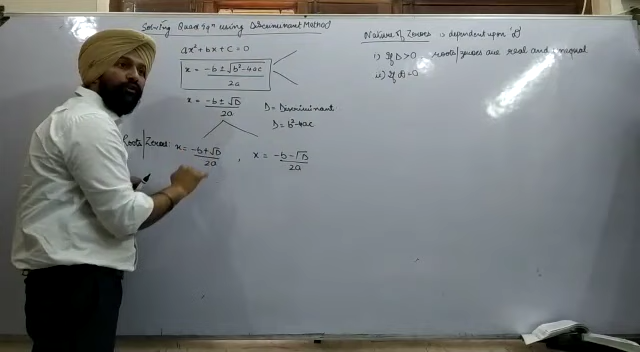 Solving Quad Eqn using Discriminant Method
ax² + bx + c = 0
x = -b ± √b²-4ac / 2a
x = -b ± √D / 2a
D = Discriminant
D = b²-4ac
Roots/Zeroes: x = -b+√D / 2a , x = -b-√D / 2a
Nature of Zeroes is dependent upon 'D'
i) If D>0, roots/zeroes are real and unequal
ii) If D=0